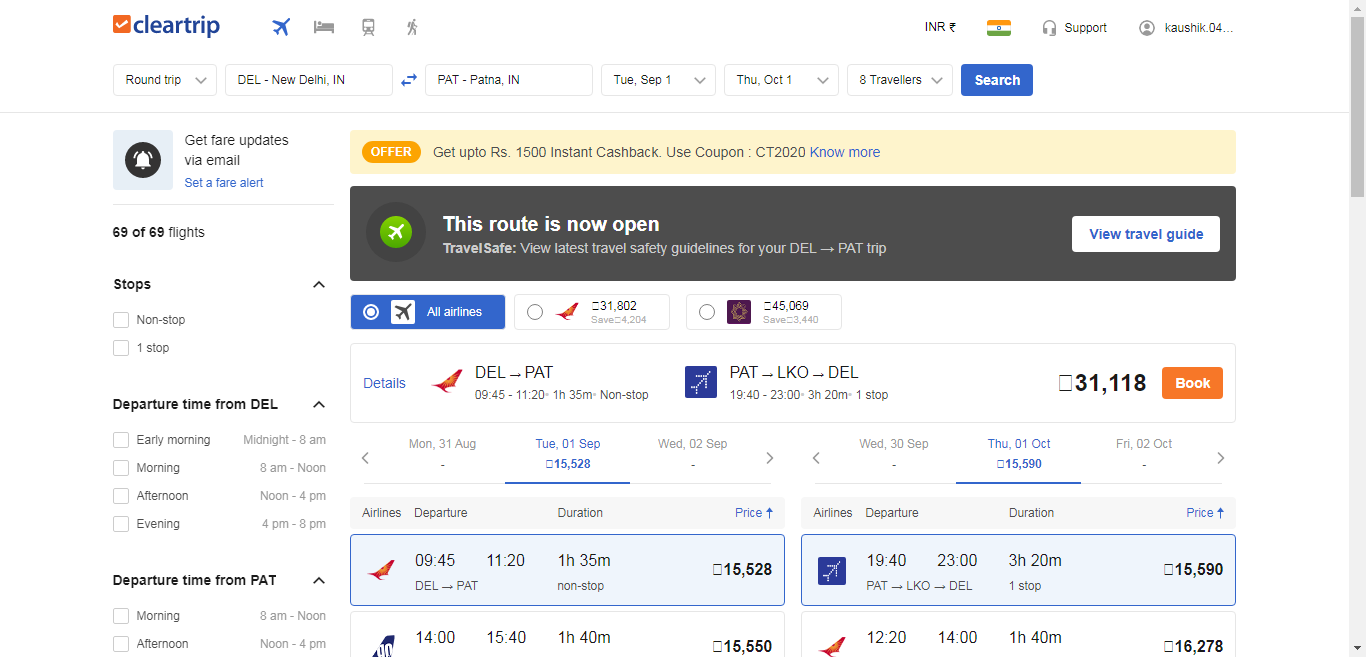 cleartrip
INR ₹
Support
kaushik.04...
Round trip
DEL - New Delhi, IN
PAT - Patna, IN
Tue, Sep 1
Thu, Oct 1
8 Travellers
Search
Get fare updates
via email
Set a fare alert
69 of 69 flights
Stops
Non-stop
1 stop
Departure time from DEL
Early morning Midnight - 8 am
Morning 8 am - Noon
Afternoon Noon - 4 pm
Evening 4 pm - 8 pm
Departure time from PAT
Morning 8 am - Noon
Afternoon Noon - 4 pm
OFFER Get upto Rs. 1500 Instant Cashback. Use Coupon : CT2020 Know more
This route is now open
TravelSafe: View latest travel safety guidelines for your DEL → PAT trip
View travel guide
All airlines
▯31,802
Save▯4,204
▯45,069
Save▯3,440
Details
DEL→PAT
09:45 - 11:20• 1h 35m• Non-stop
PAT→LKO→DEL
19:40 - 23:00• 3h 20m• 1 stop
▯31,118
Book
Mon, 31 Aug
-
Tue, 01 Sep
▯15,528
Wed, 02 Sep
-
Wed, 30 Sep
-
Thu, 01 Oct
▯15,590
Fri, 02 Oct
-
Airlines Departure Duration Price ↑
09:45 11:20 1h 35m ▯15,528
DEL → PAT non-stop
14:00 15:40 1h 40m ▯15,550
Airlines Departure Duration Price ↑
19:40 23:00 3h 20m ▯15,590
PAT → LKO → DEL 1 stop
12:20 14:00 1h 40m ▯16,278